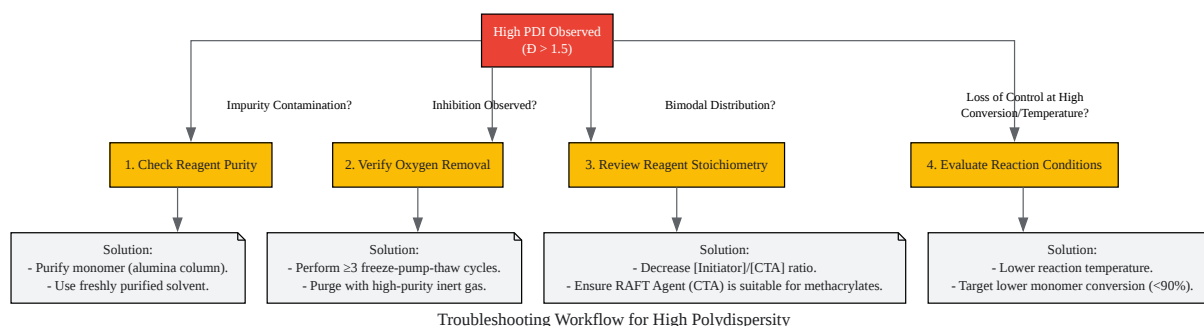 High PDI Observed
(Đ > 1.5)
Impurity Contamination?
Inhibition Observed?
Bimodal Distribution?
Loss of Control at High
Conversion/Temperature?
1. Check Reagent Purity
2. Verify Oxygen Removal
3. Review Reagent Stoichiometry
4. Evaluate Reaction Conditions
Solution:
- Purify monomer (alumina column).
- Use freshly purified solvent.
Solution:
- Perform ≥3 freeze-pump-thaw cycles.
- Purge with high-purity inert gas.
Solution:
- Decrease [Initiator]/[CTA] ratio.
- Ensure RAFT Agent (CTA) is suitable for methacrylates.
Solution:
- Lower reaction temperature.
- Target lower monomer conversion (<90%).
Troubleshooting Workflow for High Polydispersity